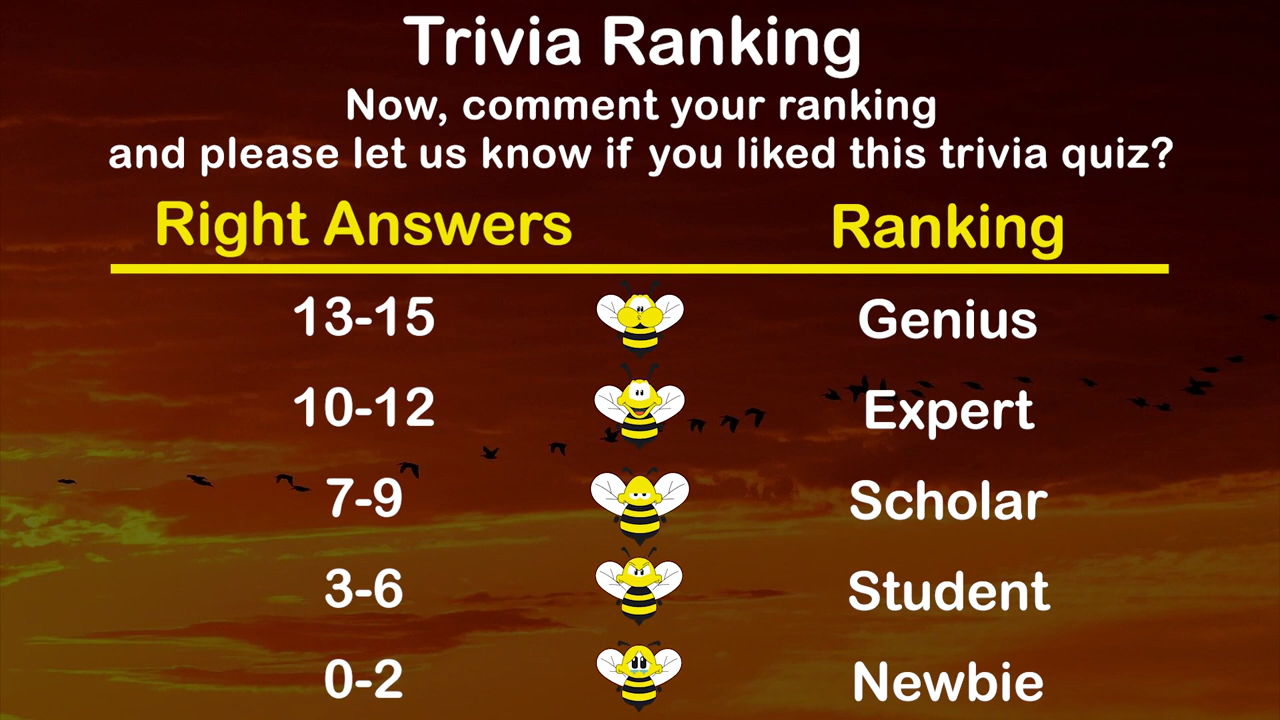 Trivia Ranking
Now, comment your ranking
and please let us know if you liked this trivia quiz?
Right Answers Ranking
13-15 Genius
10-12 Expert
7-9 Scholar
3-6 Student
0-2 Newbie